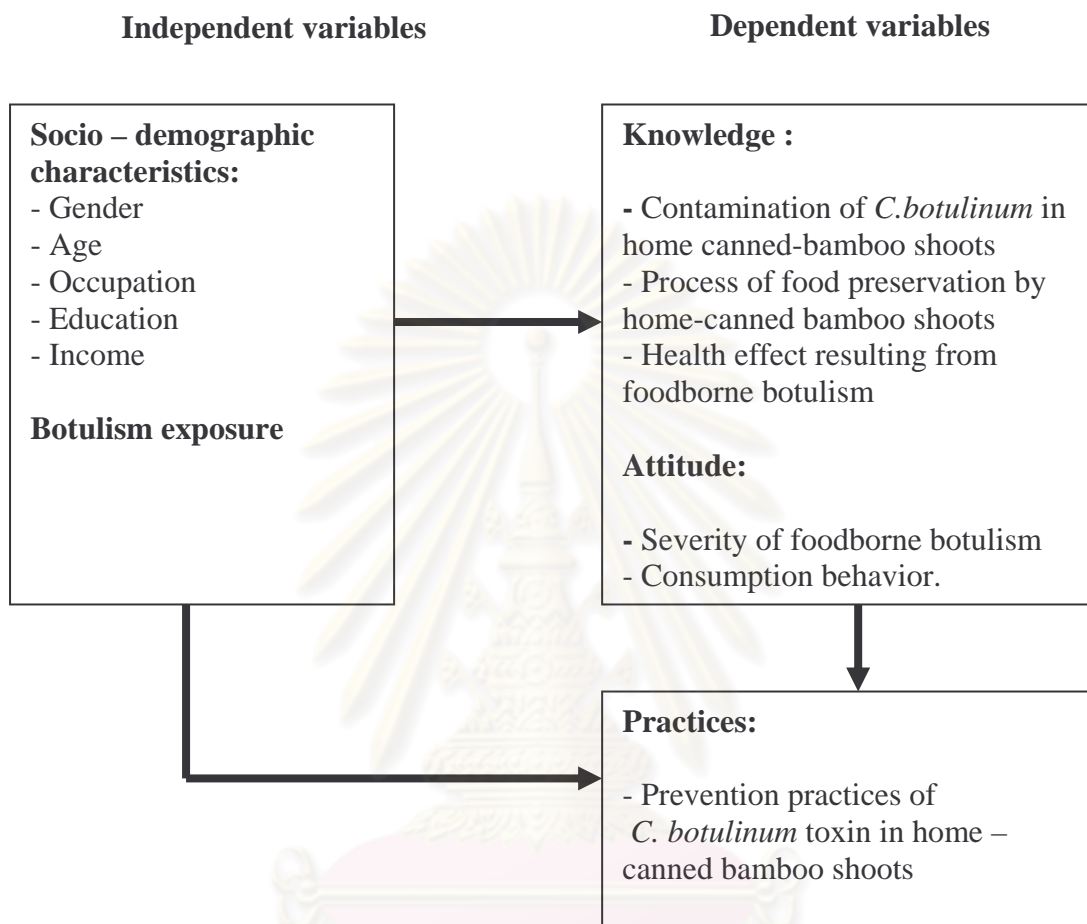 Independent variables
Dependent variables
Socio – demographic
characteristics:
- Gender
- Age
- Occupation
- Education
- Income
Botulism exposure
Knowledge :
- Contamination of C.botulinum in
home canned-bamboo shoots
- Process of food preservation by
home-canned bamboo shoots
- Health effect resulting from
foodborne botulism
Attitude:
- Severity of foodborne botulism
- Consumption behavior.
Practices:
- Prevention practices of
C. botulinum toxin in home –
canned bamboo shoots